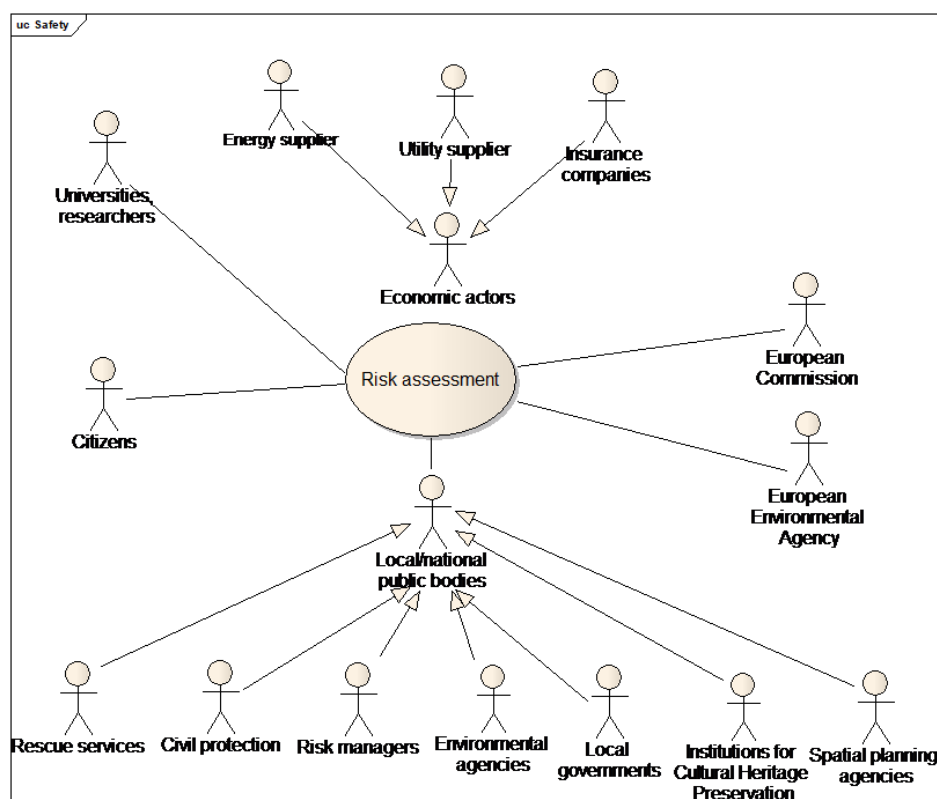 uc Safety
Energy supplier
Utility supplier
Insurance
companies
Universities,
researchers
Economic actors
European
Commission
Risk assessment
Citizens
European
Environmental
Agency
Local/national
public bodies
Rescue services
Civil protection
Risk managers
Environmental
agencies
Local
governments
Institutions for
Cultural Heritage
Preservation
Spatial planning
agencies